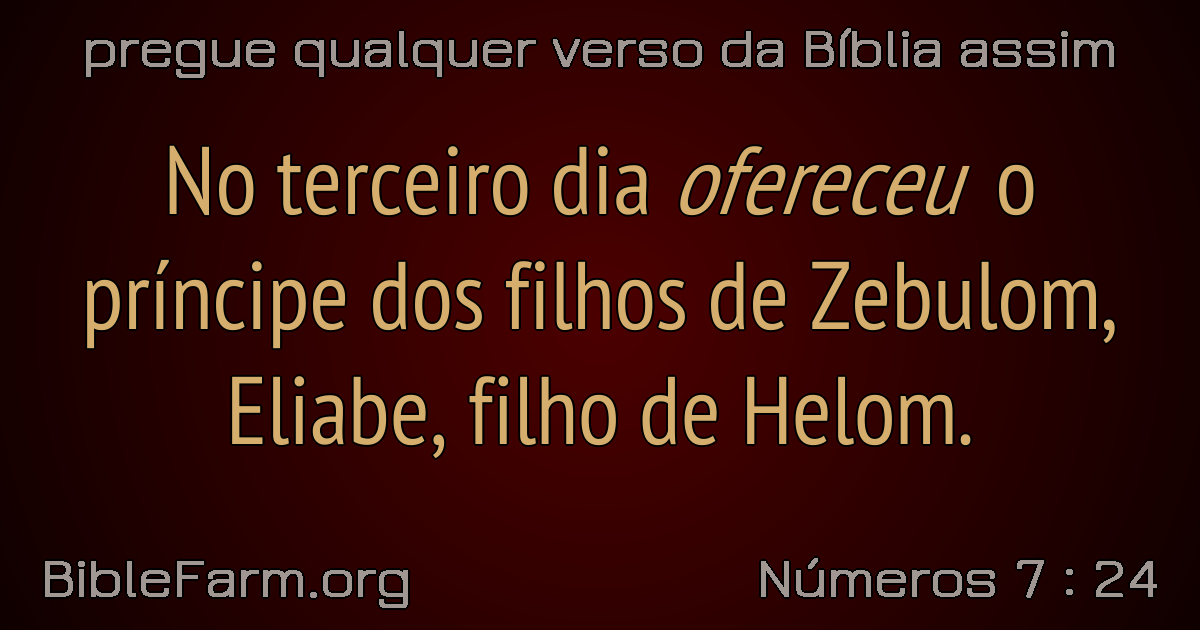 pregue qualquer verso da Bíblia assim
No terceiro dia ofereceu o
príncipe dos filhos de Zebulom,
Eliabe, filho de Helom.
BibleFarm.org
Números 7 : 24